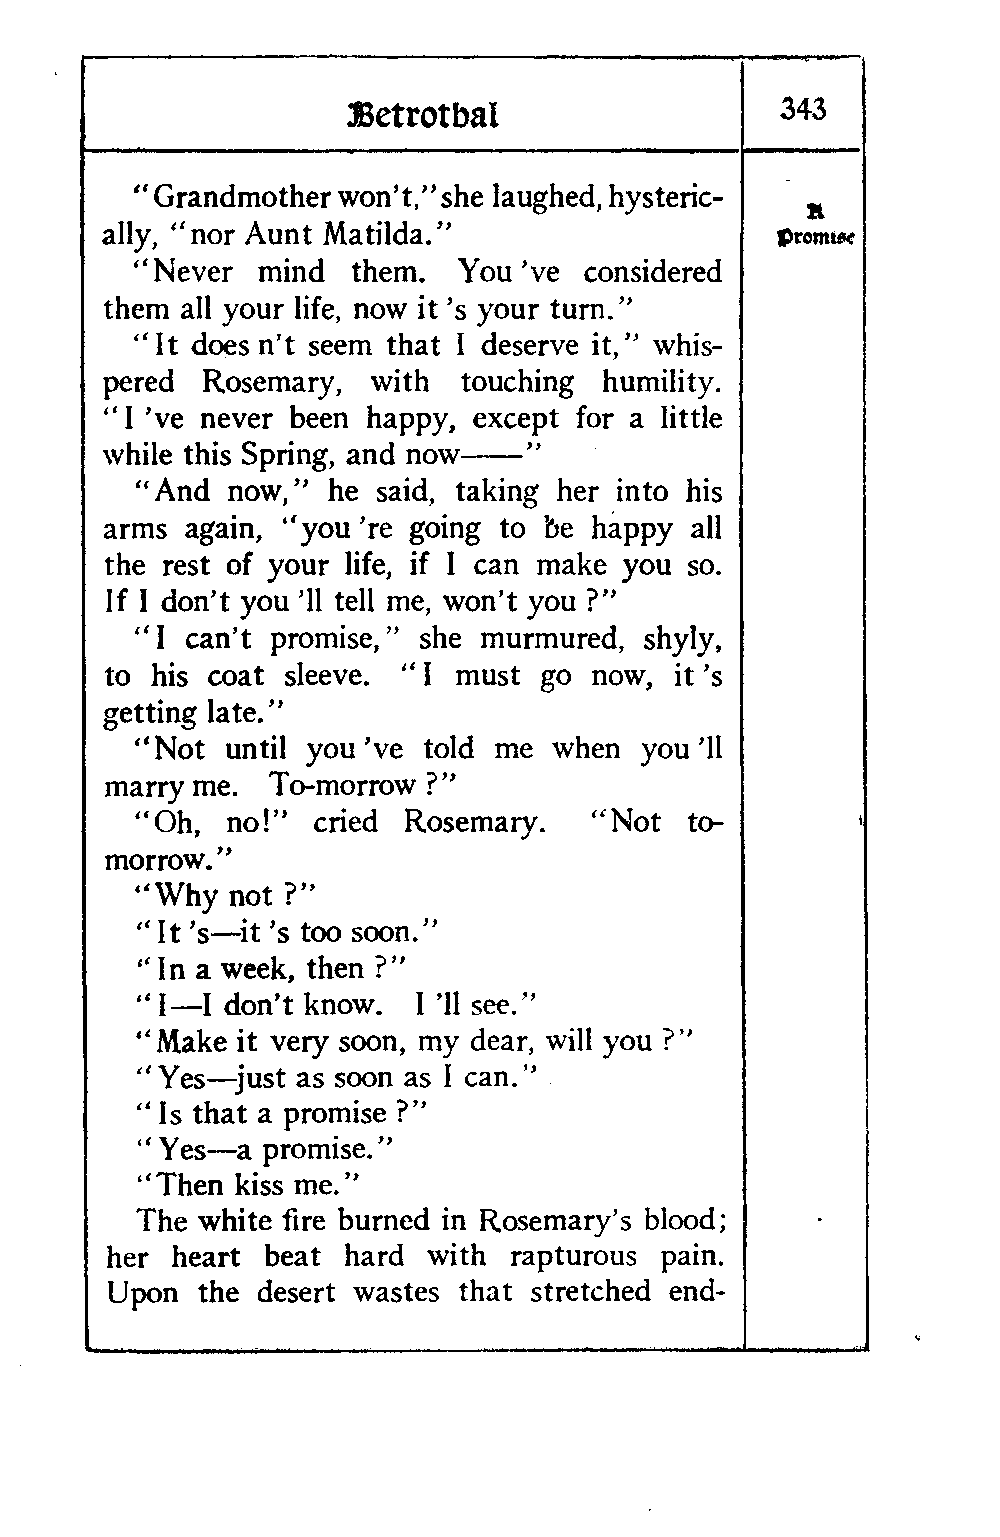 Betrothal
343
"Grandmother won't," she laughed, hysteric-
ally, "nor Aunt Matilda."
A
Promise
"Never mind them. You 've considered
them all your life, now it 's your turn."
"It does n't seem that I deserve it," whis-
pered Rosemary, with touching humility.
"I 've never been happy, except for a little
while this Spring, and now——"
"And now," he said, taking her into his
arms again, "you 're going to be happy all
the rest of your life, if I can make you so.
If I don't you 'll tell me, won't you ?"
"I can't promise," she murmured, shyly,
to his coat sleeve. "I must go now, it 's
getting late."
"Not until you 've told me when you 'll
marry me. To-morrow ?"
"Oh, no!" cried Rosemary. "Not to-
morrow."
"Why not ?"
"It 's—it 's too soon."
"In a week, then ?"
"I—I don't know. I 'll see."
"Make it very soon, my dear, will you ?"
"Yes—just as soon as I can."
"Is that a promise ?"
"Yes—a promise."
"Then kiss me."
The white fire burned in Rosemary's blood;
her heart beat hard with rapturous pain.
Upon the desert wastes that stretched end-